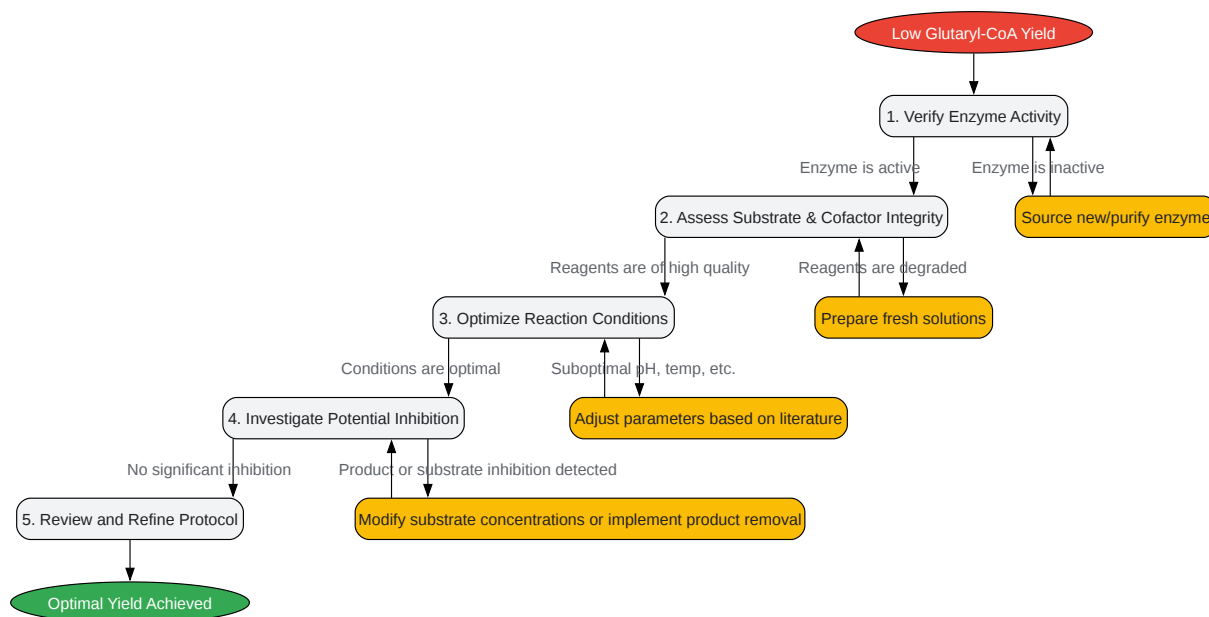 Low Glutaryl-CoA Yield
1. Verify Enzyme Activity
Enzyme is active
Enzyme is inactive
2. Assess Substrate & Cofactor Integrity
Source new/purify enzyme
Reagents are of high quality
Reagents are degraded
3. Optimize Reaction Conditions
Prepare fresh solutions
Conditions are optimal
Suboptimal pH, temp, etc.
4. Investigate Potential Inhibition
Adjust parameters based on literature
No significant inhibition
Product or substrate inhibition detected
5. Review and Refine Protocol
Modify substrate concentrations or implement product removal
Optimal Yield Achieved